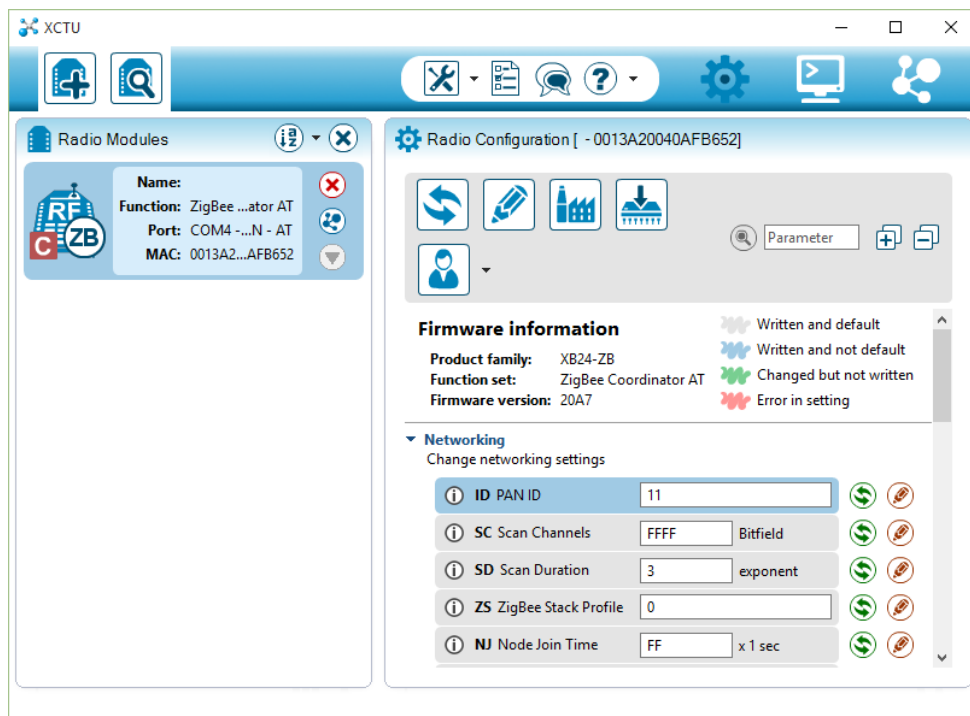 XCTU
Radio Modules
Name:
Function: ZigBee ...ator AT
Port: COM4 -...N - AT
MAC: 0013A2...AFB652
RF
C ZB
Radio Configuration [ - 0013A20040AFB652]
Parameter
Firmware information
Product family: XB24-ZB
Function set: ZigBee Coordinator AT
Firmware version: 20A7
Written and default
Written and not default
Changed but not written
Error in setting
Networking
Change networking settings
ID PAN ID 11
SC Scan Channels FFFF Bitfield
SD Scan Duration 3 exponent
ZS ZigBee Stack Profile 0
NJ Node Join Time FF x 1 sec